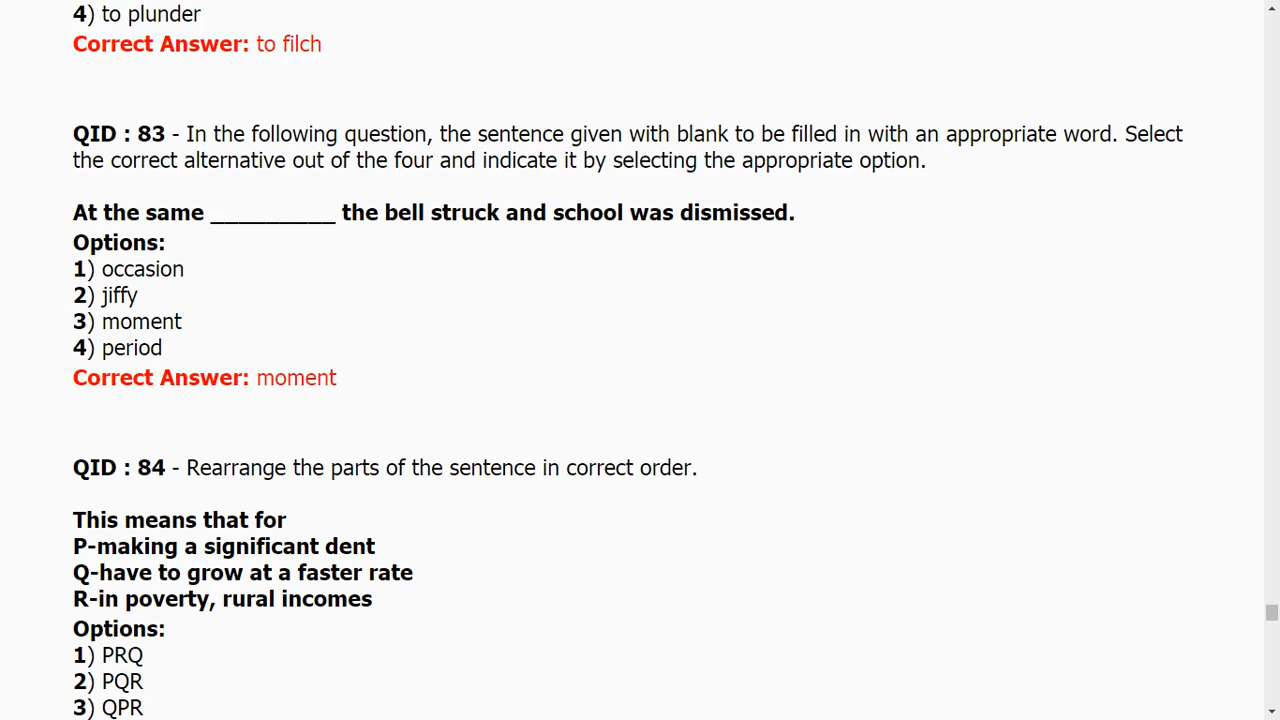 4) to plunder
Correct Answer: to filch
QID : 83 - In the following question, the sentence given with blank to be filled in with an appropriate word. Select
the correct alternative out of the four and indicate it by selecting the appropriate option.
At the same __________ the bell struck and school was dismissed.
Options:
1) occasion
2) jiffy
3) moment
4) period
Correct Answer: moment
QID : 84 - Rearrange the parts of the sentence in correct order.
This means that for
P-making a significant dent
Q-have to grow at a faster rate
R-in poverty, rural incomes
Options:
1) PRQ
2) PQR
3) QPR